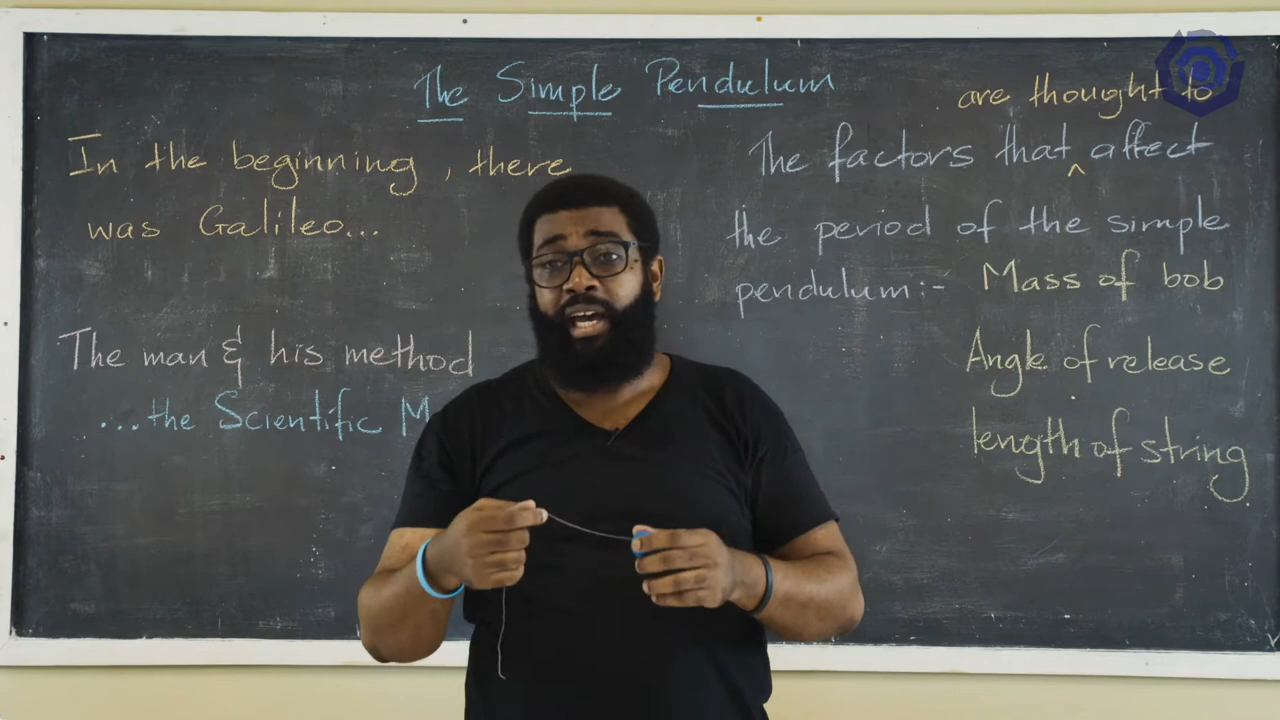 The Simple Pendulum
In the beginning, there
was Galileo...
The man & his method
...the Scientific M
are thought to
The factors that ^ affect
the period of the simple
pendulum:- Mass of bob
Angle of release
length of string